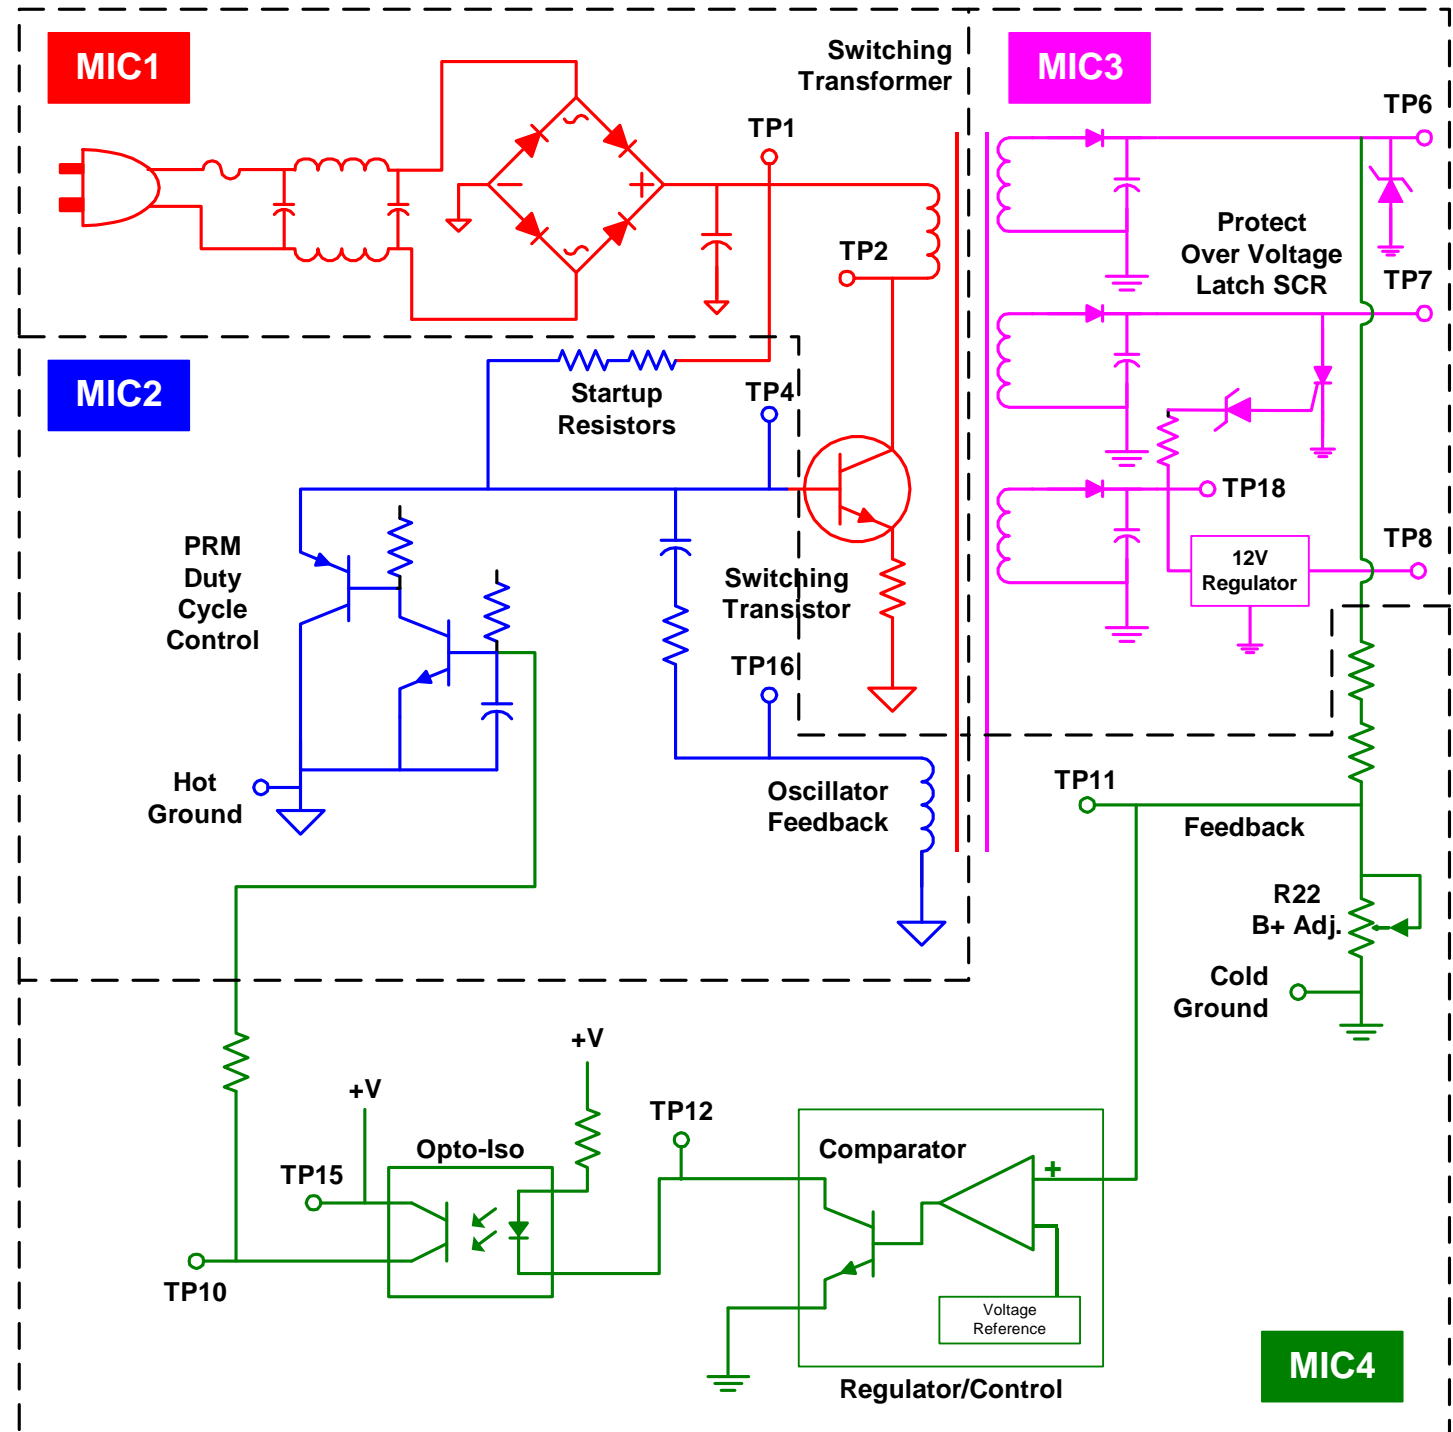 MIC1
Switching
Transformer
MIC3
TP6
TP1
TP2
Protect
Over Voltage
Latch SCR
TP7
MIC2
Startup
Resistors
TP4
TP18
TP8
12V
Regulator
PRM
Duty
Cycle
Control
Switching
Transistor
TP16
Hot
Ground
Oscillator
Feedback
TP11
Feedback
R22
B+ Adj.
Cold
Ground
+V
+V
TP12
Opto-Iso
Comparator
+
TP15
TP10
Voltage
Reference
Regulator/Control
MIC4